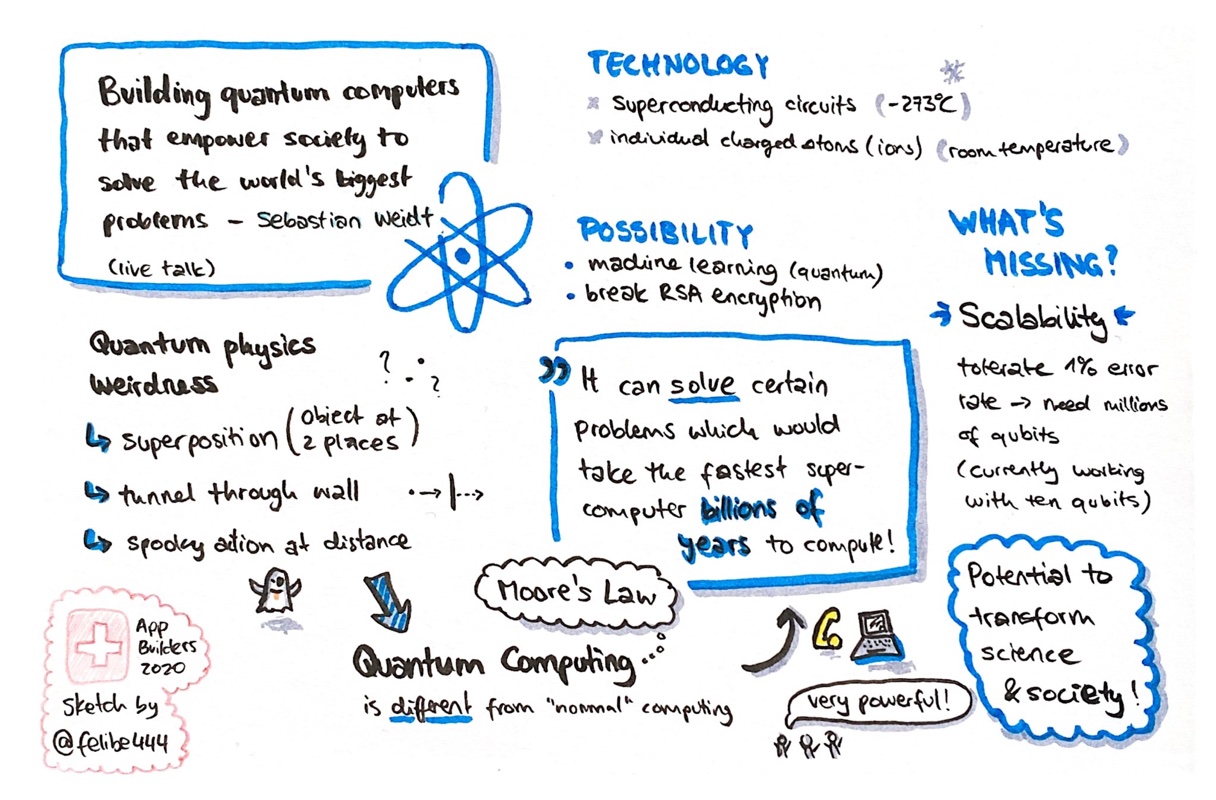 Building quantum computers
that empower society to
solve the world's biggest
problems – Sebastian Weidt
(live talk)
TECHNOLOGY
superconducting circuits (-273°C)
individual charged atoms (ions) (room temperature)
POSSIBILITY
• machine learning (quantum)
• break RSA encryption
WHAT'S
MISSING?
Scalability
tolerate 1% error
rate → need millions
of qubits
(currently working
with ten qubits)
Quantum physics
weirdness
? ?
superposition (object at
2 places)
tunnel through wall
spooky action at distance
" It can solve certain
problems which would
take the fastest super-
computer billions of
years to compute!
Moore's Law
Quantum Computing...
is different from "normal" computing
very powerful!
Potential to
transform
science
& society!
App
Builders
2020
Sketch by
@felibe444